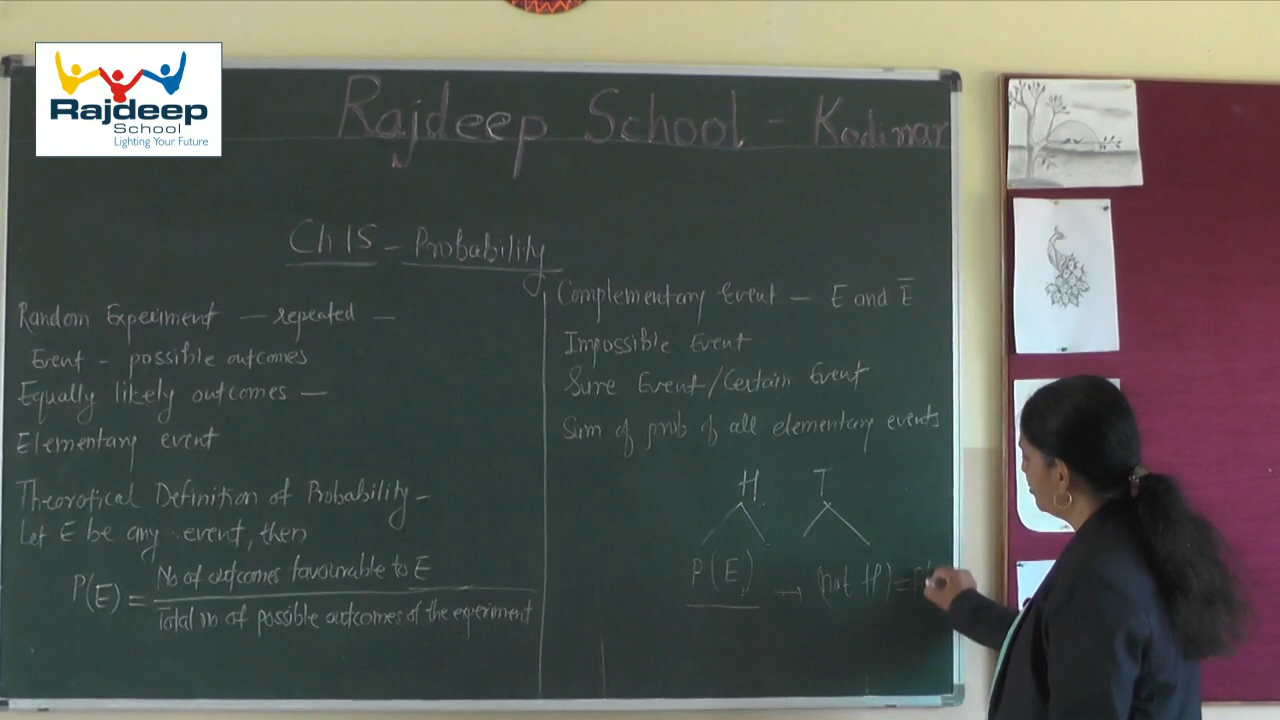 Rajdeep
School
Lighting Your Future
Rajdeep School - Kodinar
Ch 15 - Probability
Random Experiment - repeated -
Event - possible outcomes
Equally likely outcomes -
Elementary event
Theorotical Definition of Probability -
Let E be any event, then
P(E) = No of outcomes favourable to E
Total no of possible outcomes of the experiment
Complementary Event - E and E̅
Impossible Event
Sure Event/Certain Event
Sum of prob of all elementary events
H T
P(E) → (not H) =